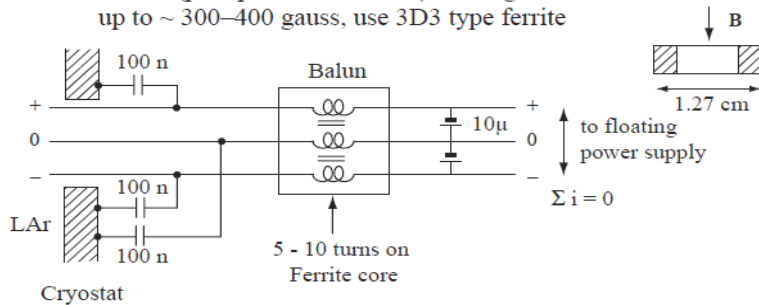 up to ~ 300–400 gauss, use 3D3 type ferrite
B
100 n
Balun
1.27 cm
+
10μ
+
0
0
to floating
power supply
−
−
100 n
Σ i = 0
LAr
100 n
5 - 10 turns on
Ferrite core
Cryostat